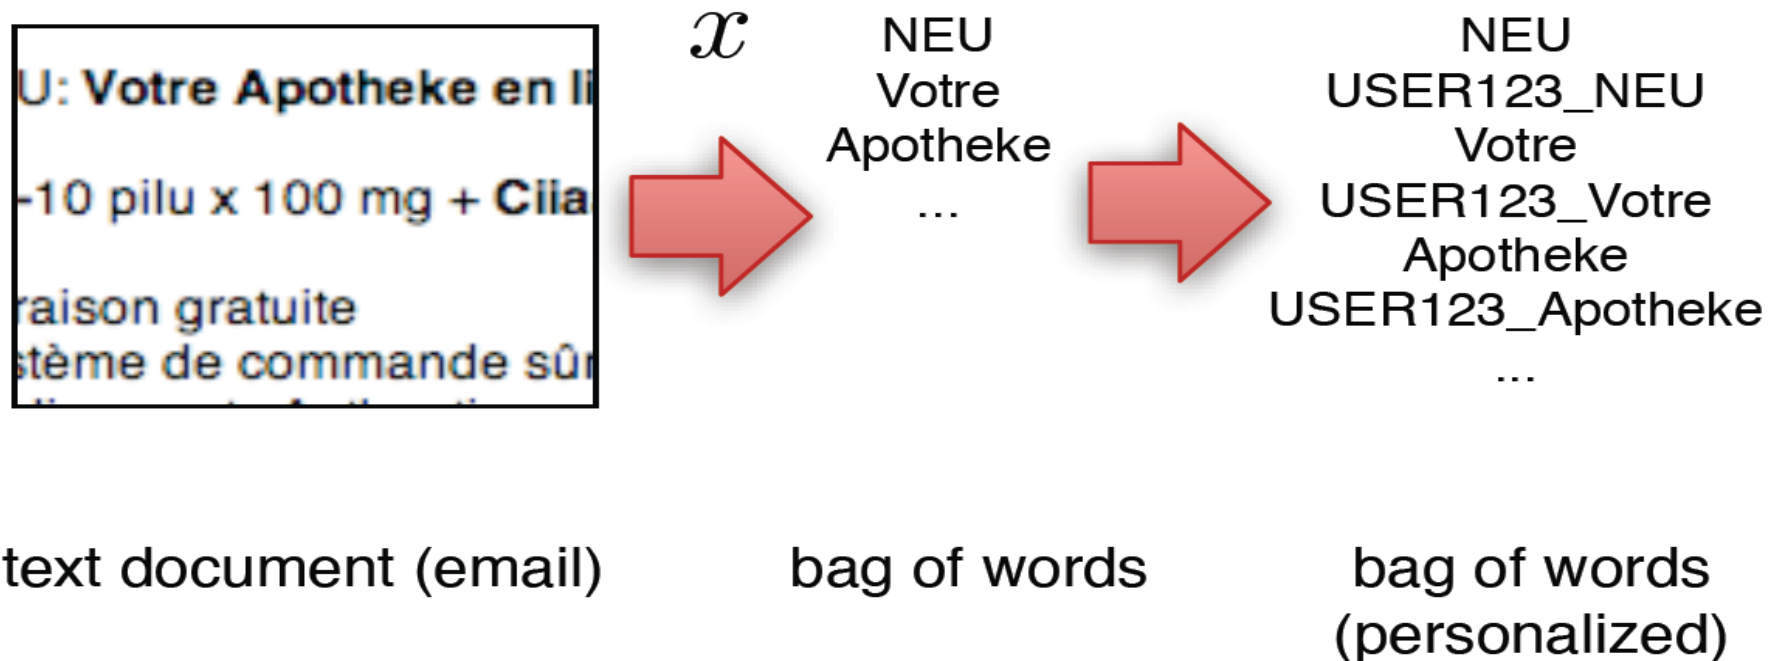 U: Votre Apotheke en li
-10 pilu x 100 mg + Ciia
raison gratuite
stème de commande sûr
x
NEU
Votre
Apotheke
...
NEU
USER123_NEU
Votre
USER123_Votre
Apotheke
USER123_Apotheke
...
text document (email)
bag of words
bag of words
(personalized)